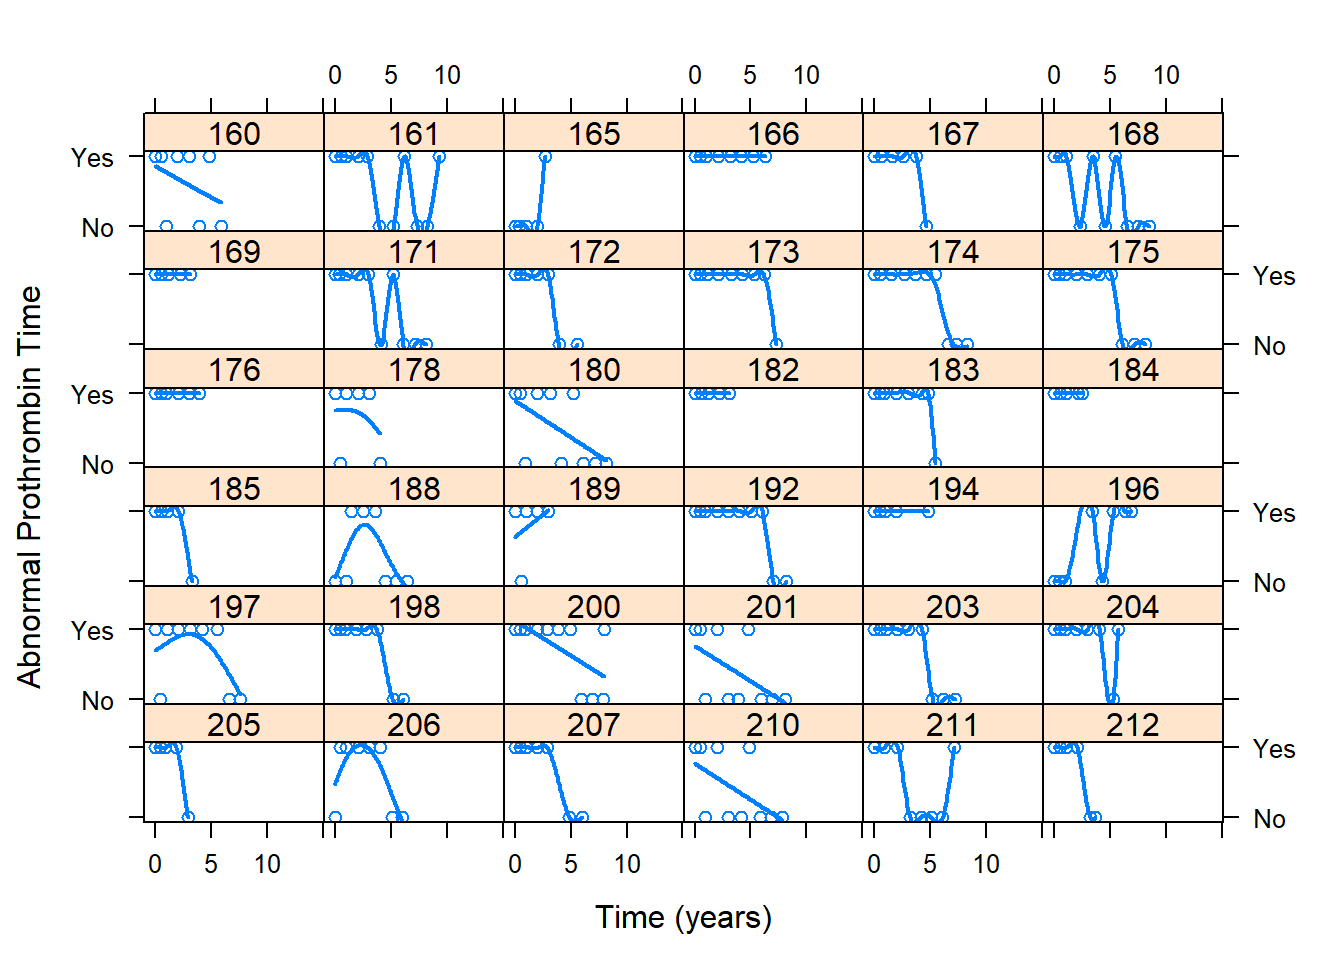 0 5 10 0 5 10 0 5 10
160 161 165 166 167 168
Yes
No
169 171 172 173 174 175
Yes
No
176 178 180 182 183 184
Yes
No
185 188 189 192 194 196
Yes
No
197 198 200 201 203 204
Yes
No
205 206 207 210 211 212
Yes
No
0 5 10 0 5 10 0 5 10
Time (years)
Abnormal Prothrombin Time